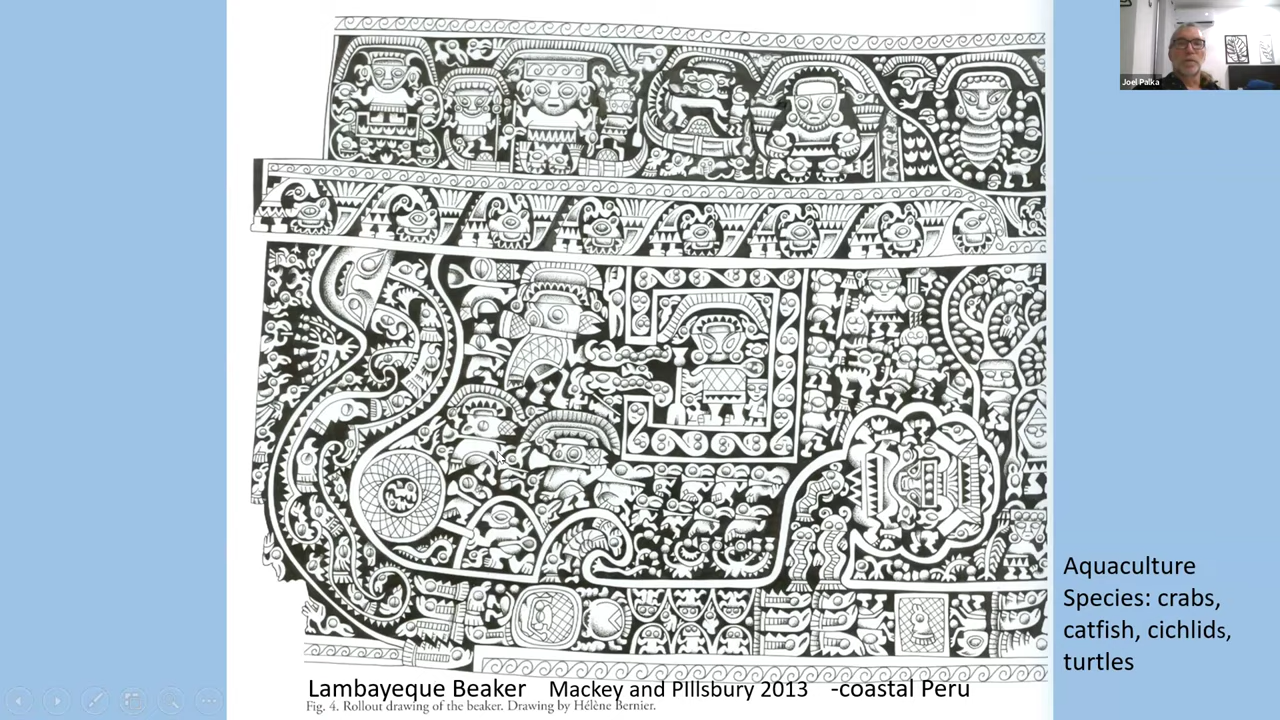 Joel Palka
Aquaculture
Species: crabs,
catfish, cichlids,
turtles
Lambayeque Beaker Mackey and PIllsbury 2013 -coastal Peru
Fig. 4. Rollout drawing of the beaker. Drawing by Hélène Bernier.